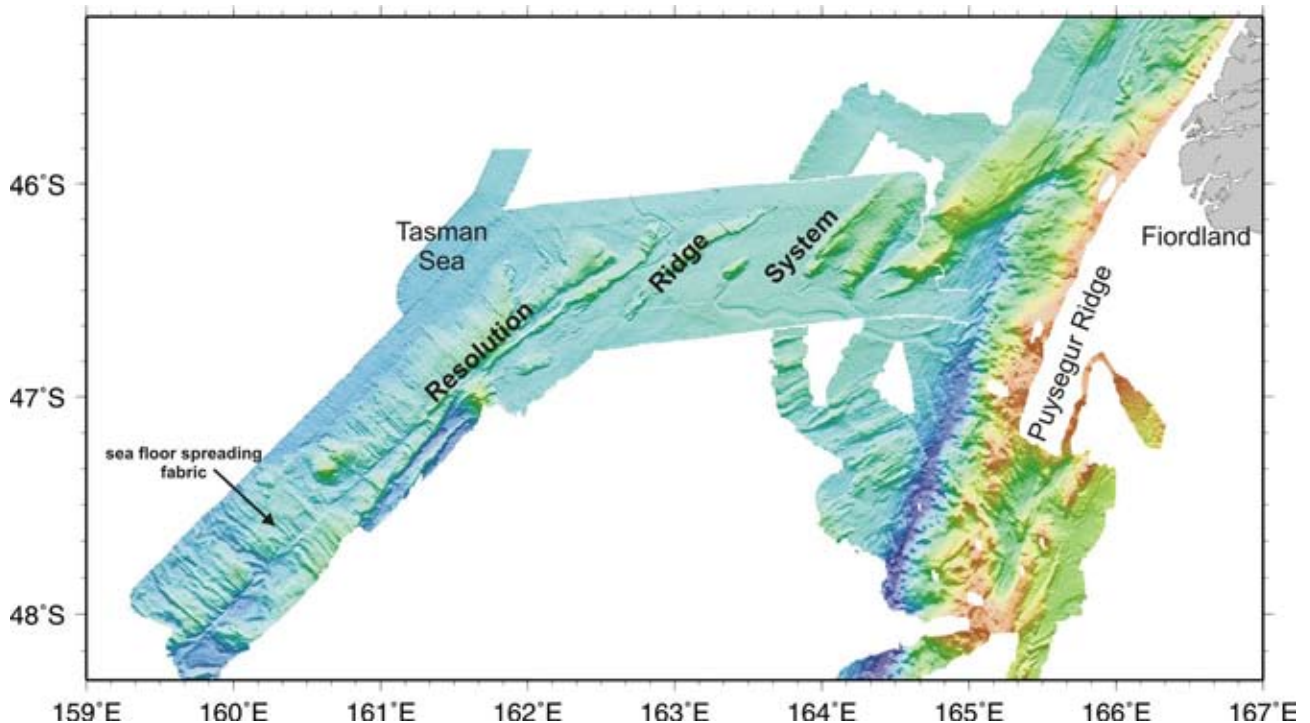 46°S
47°S
48°S
Tasman
Sea
Resolution
Ridge
System
Fiordland
Puysegur Ridge
sea floor spreading
fabric
159°E
160°E
161°E
162°E
163°E
164°E
165°E
166°E
167°E